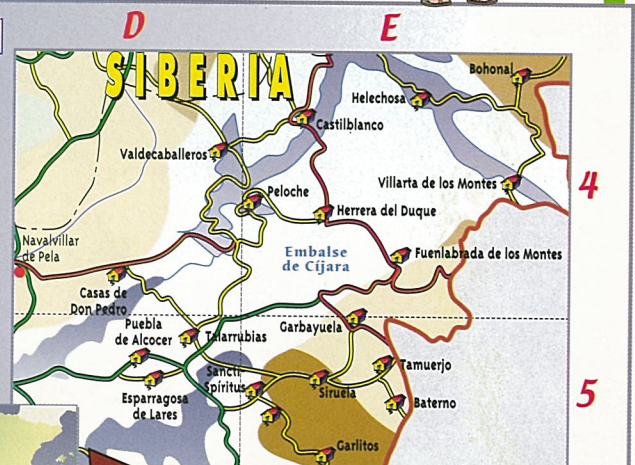 D
E
SIBERIA
Bohonal
Helechosa
Castilblanco
Valdecaballeros
Villarta de los Montes
4
Peloche
Herrera del Duque
Navalvillar
de Pela
Embalse
de Cíjara
Fuenlabrada de los Montes
Casas de
Don Pedro
Puebla
de Alcocer
Talarrubias
Garbayuela
Sancti
Spíritus
Tamuerjo
Siruela
5
Esparragosa
de Lares
Baterno
Garlitos